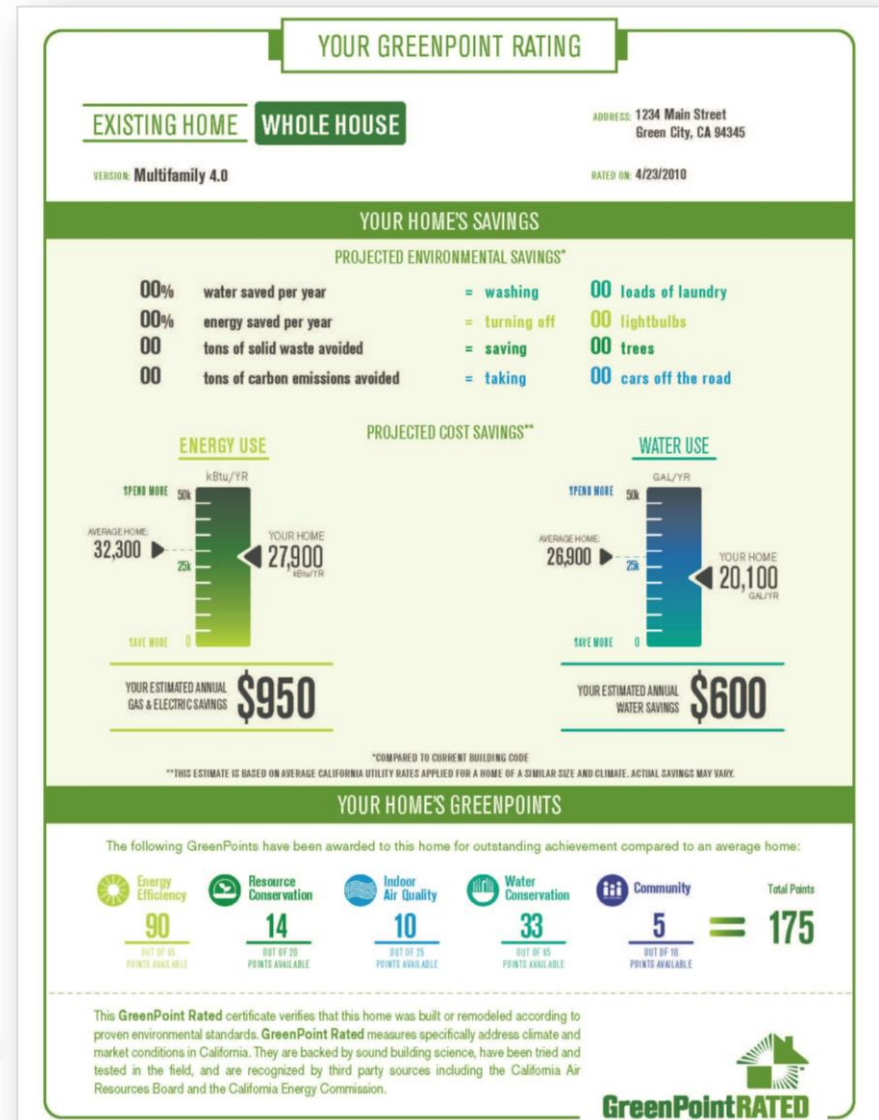 YOUR GREENPOINT RATING
EXISTING HOME WHOLE HOUSE
ADDRESS: 1234 Main Street
Green City, CA 94345
VERSION: Multifamily 4.0
RATED ON: 4/23/2010
YOUR HOME'S SAVINGS
PROJECTED ENVIRONMENTAL SAVINGS*
00% water saved per year = washing 00 loads of laundry
00% energy saved per year = turning off 00 lightbulbs
00 tons of solid waste avoided = saving 00 trees
00 tons of carbon emissions avoided = taking 00 cars off the road
PROJECTED COST SAVINGS**
ENERGY USE
kBtu/YR
SPEND MORE 50k
AVERAGE HOME:
32,300
25k
YOUR HOME
27,900
kBtu/YR
SAVE MORE 0
YOUR ESTIMATED ANNUAL
GAS & ELECTRIC SAVINGS $950
WATER USE
GAL/YR
SPEND MORE 50k
AVERAGE HOME:
26,900
25k
YOUR HOME
20,100
GAL/YR
SAVE MORE 0
YOUR ESTIMATED ANNUAL
WATER SAVINGS $600
*COMPARED TO CURRENT BUILDING CODE
**THIS ESTIMATE IS BASED ON AVERAGE CALIFORNIA UTILITY RATES APPLIED FOR A HOME OF A SIMILAR SIZE AND CLIMATE. ACTUAL SAVINGS MAY VARY.
YOUR HOME'S GREENPOINTS
The following GreenPoints have been awarded to this home for outstanding achievement compared to an average home:
Energy
Efficiency
90
OUT OF
POINTS AVAILABLE
Resource
Conservation
14
OUT OF 20
POINTS AVAILABLE
Indoor
Air Quality
10
OUT OF 25
POINTS AVAILABLE
Water
Conservation
33
OUT OF
POINTS AVAILABLE
Community
5
OUT OF 10
POINTS AVAILABLE
=
Total Points
175
This GreenPoint Rated certificate verifies that this home was built or remodeled according to
proven environmental standards. GreenPoint Rated measures specifically address climate and
market conditions in California. They are backed by sound building science, have been tried and
tested in the field, and are recognized by third party sources including the California Air
Resources Board and the California Energy Commission.
GreenPointRATED